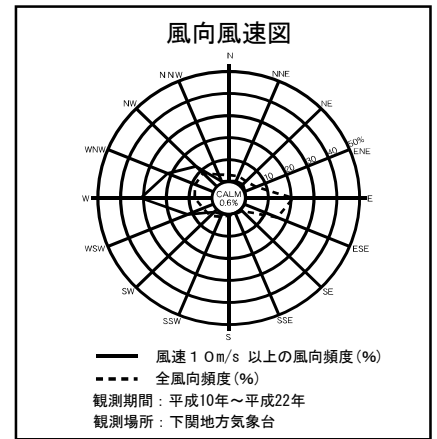 風向風速図
N
NNW
NNE
NW
NE
WNW
50%
ENE
40
30
20
10
W
CALM
0.6%
E
WSW
ESE
SW
SE
SSW
SSE
S
風速10m/s 以上の風向頻度(%)
全風向頻度(%)
観測期間：平成10年～平成22年
観測場所：下関地方気象台